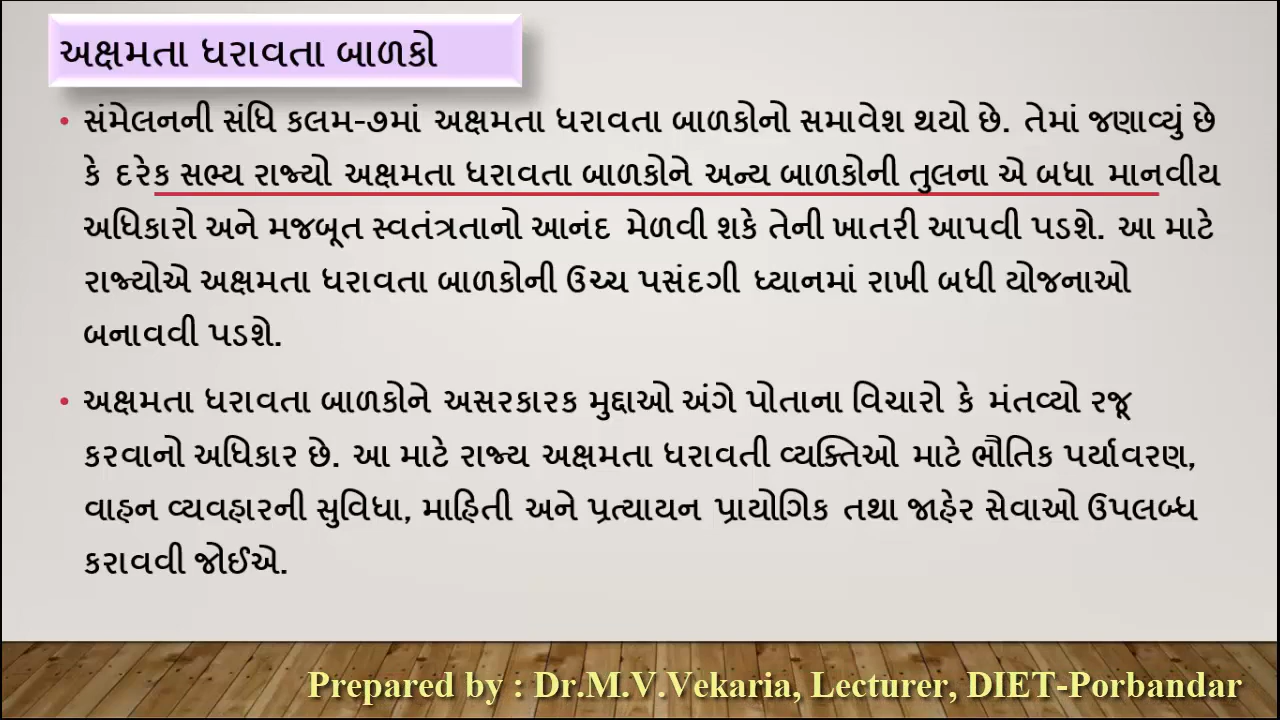 અક્ષમતા ધરાવતા બાળકો
• સંમેલનની સંધિ કલમ-૭માં અક્ષમતા ધરાવતા બાળકોનો સમાવેશ થયો છે. તેમાં જણાવ્યું છે
કે દરેક સભ્ય રાજ્યો અક્ષમતા ધરાવતા બાળકોને અન્ય બાળકોની તુલના એ બધા માનવીય
અધિકારો અને મજબૂત સ્વતંત્રતાનો આનંદ મેળવી શકે તેની ખાતરી આપવી પડશે. આ માટે
રાજ્યોએ અક્ષમતા ધરાવતા બાળકોની ઉચ્ચ પસંદગી ધ્યાનમાં રાખી બધી યોજનાઓ
બનાવવી પડશે.
• અક્ષમતા ધરાવતા બાળકોને અસરકારક મુદ્દાઓ અંગે પોતાના વિચારો કે મંતવ્યો રજૂ
કરવાનો અધિકાર છે. આ માટે રાજ્ય અક્ષમતા ધરાવતી વ્યક્તિઓ માટે ભૌતિક પર્યાવરણ,
વાહન વ્યવહારની સુવિધા, માહિતી અને પ્રત્યાયન પ્રાયોગિક તથા જાહેર સેવાઓ ઉપલબ્ધ
કરાવવી જોઈએ.
Prepared by : Dr.M.V.Vekaria, Lecturer, DIET-Porbandar